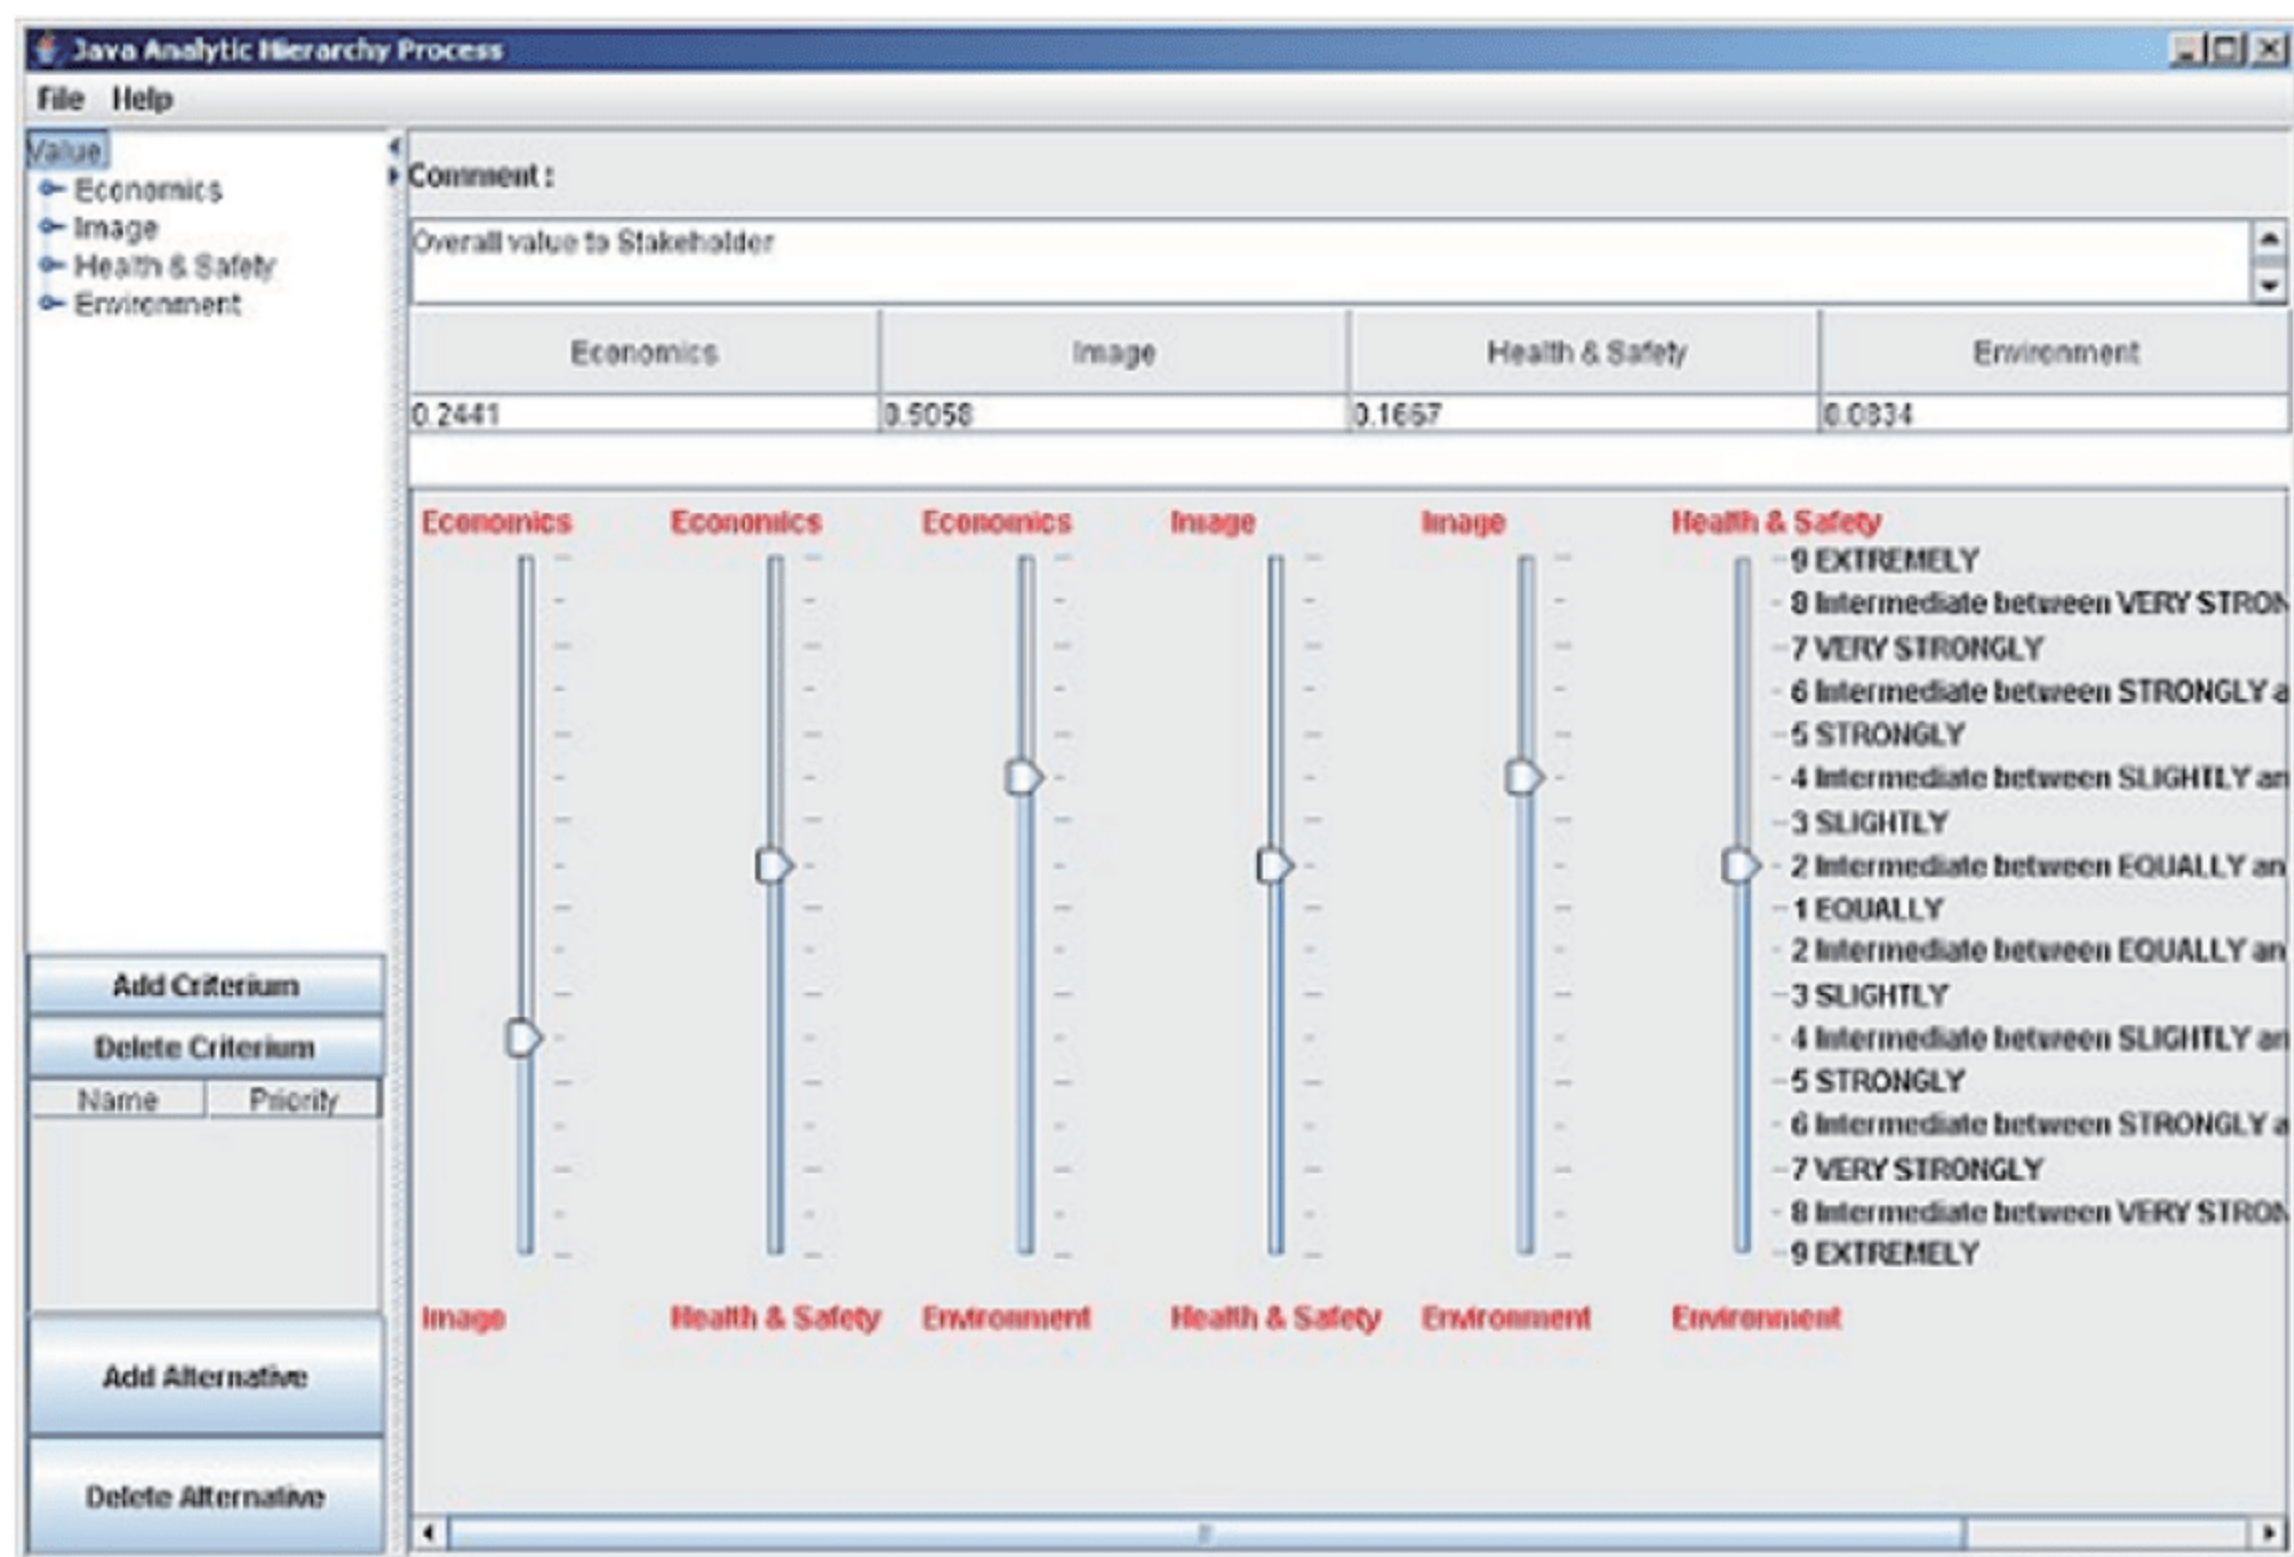 Java Analytic Hierarchy Process
File Help
Value
Economics
Image
Health & Safety
Environment
Add Criterium
Delete Criterium
Name Priority
Add Alternative
Delete Alternative
Comment :
Overall value to Stakeholder
Economics Image Health & Safety Environment
0.2441 0.5058 0.1667 0.0834
Economics Economics Economics Image Image Health & Safety
9 EXTREMELY
8 Intermediate between VERY STRON
7 VERY STRONGLY
6 Intermediate between STRONGLY a
5 STRONGLY
4 Intermediate between SLIGHTLY an
3 SLIGHTLY
2 Intermediate between EQUALLY an
1 EQUALLY
2 Intermediate between EQUALLY an
3 SLIGHTLY
4 Intermediate between SLIGHTLY an
5 STRONGLY
6 Intermediate between STRONGLY a
7 VERY STRONGLY
8 Intermediate between VERY STRON
9 EXTREMELY
Image Health & Safety Environment Health & Safety Environment Environment